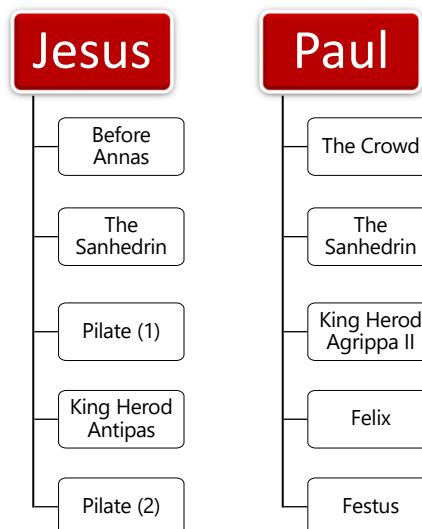 Jesus
Before
Annas
The
Sanhedrin
Pilate (1)
King Herod
Antipas
Pilate (2)
Paul
The Crowd
The
Sanhedrin
King Herod
Agrippa II
Felix
Festus